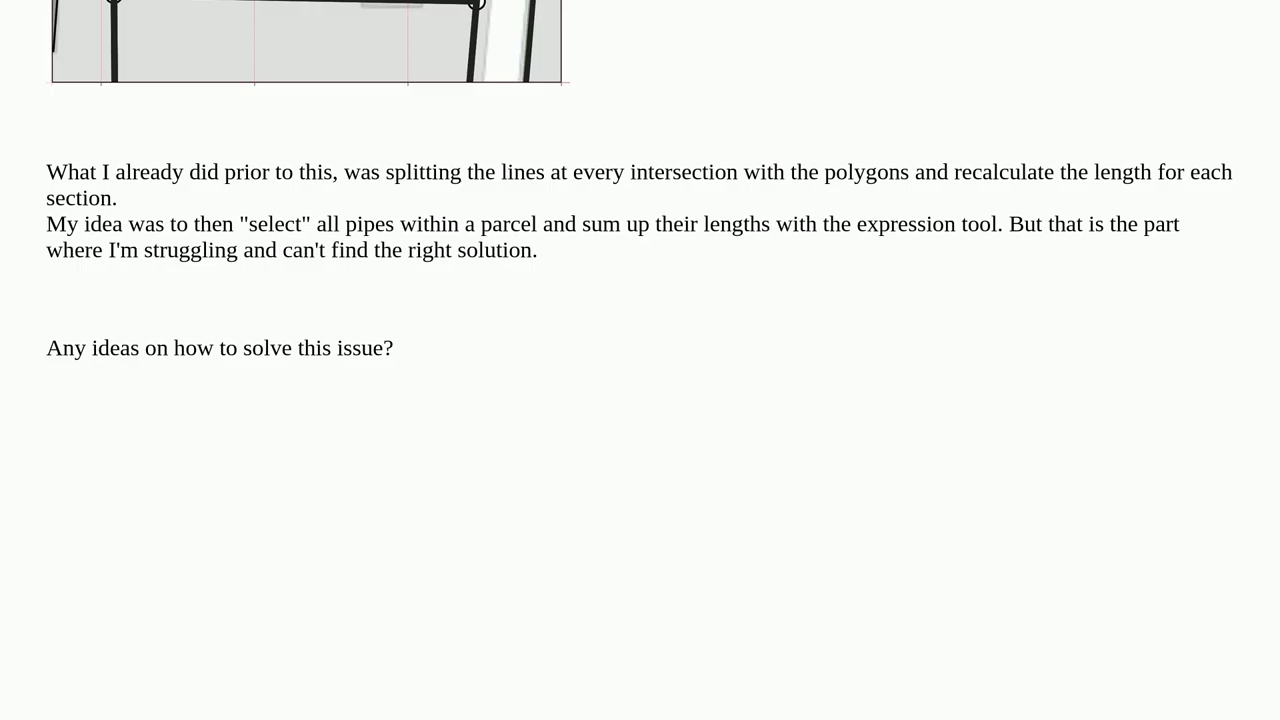 What I already did prior to this, was splitting the lines at every intersection with the polygons and recalculate the length for each
section.
My idea was to then "select" all pipes within a parcel and sum up their lengths with the expression tool. But that is the part
where I'm struggling and can't find the right solution.
Any ideas on how to solve this issue?